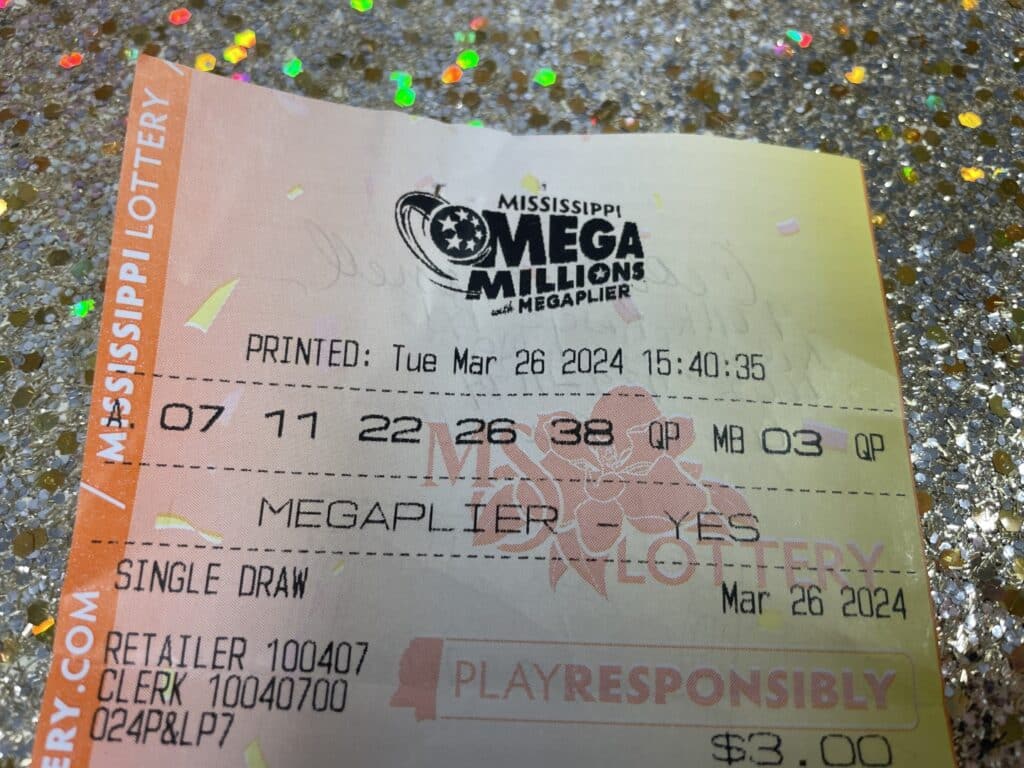 MISSISSIPPI LOTTERY
MISSISSIPPI
MEGA
MILLIONS
with MEGAPLIER
PRINTED: Tue Mar 26 2024 15:40:35
A. 07 11 22 26 38 QP MB 03 QP
MS
LOTTERY
MEGAPLIER - YES
SINGLE DRAW Mar 26 2024
RETAILER 100407
CLERK 10040700
024P&LP7
PLAYRESPONSIBLY
$3.00
ERY.COM